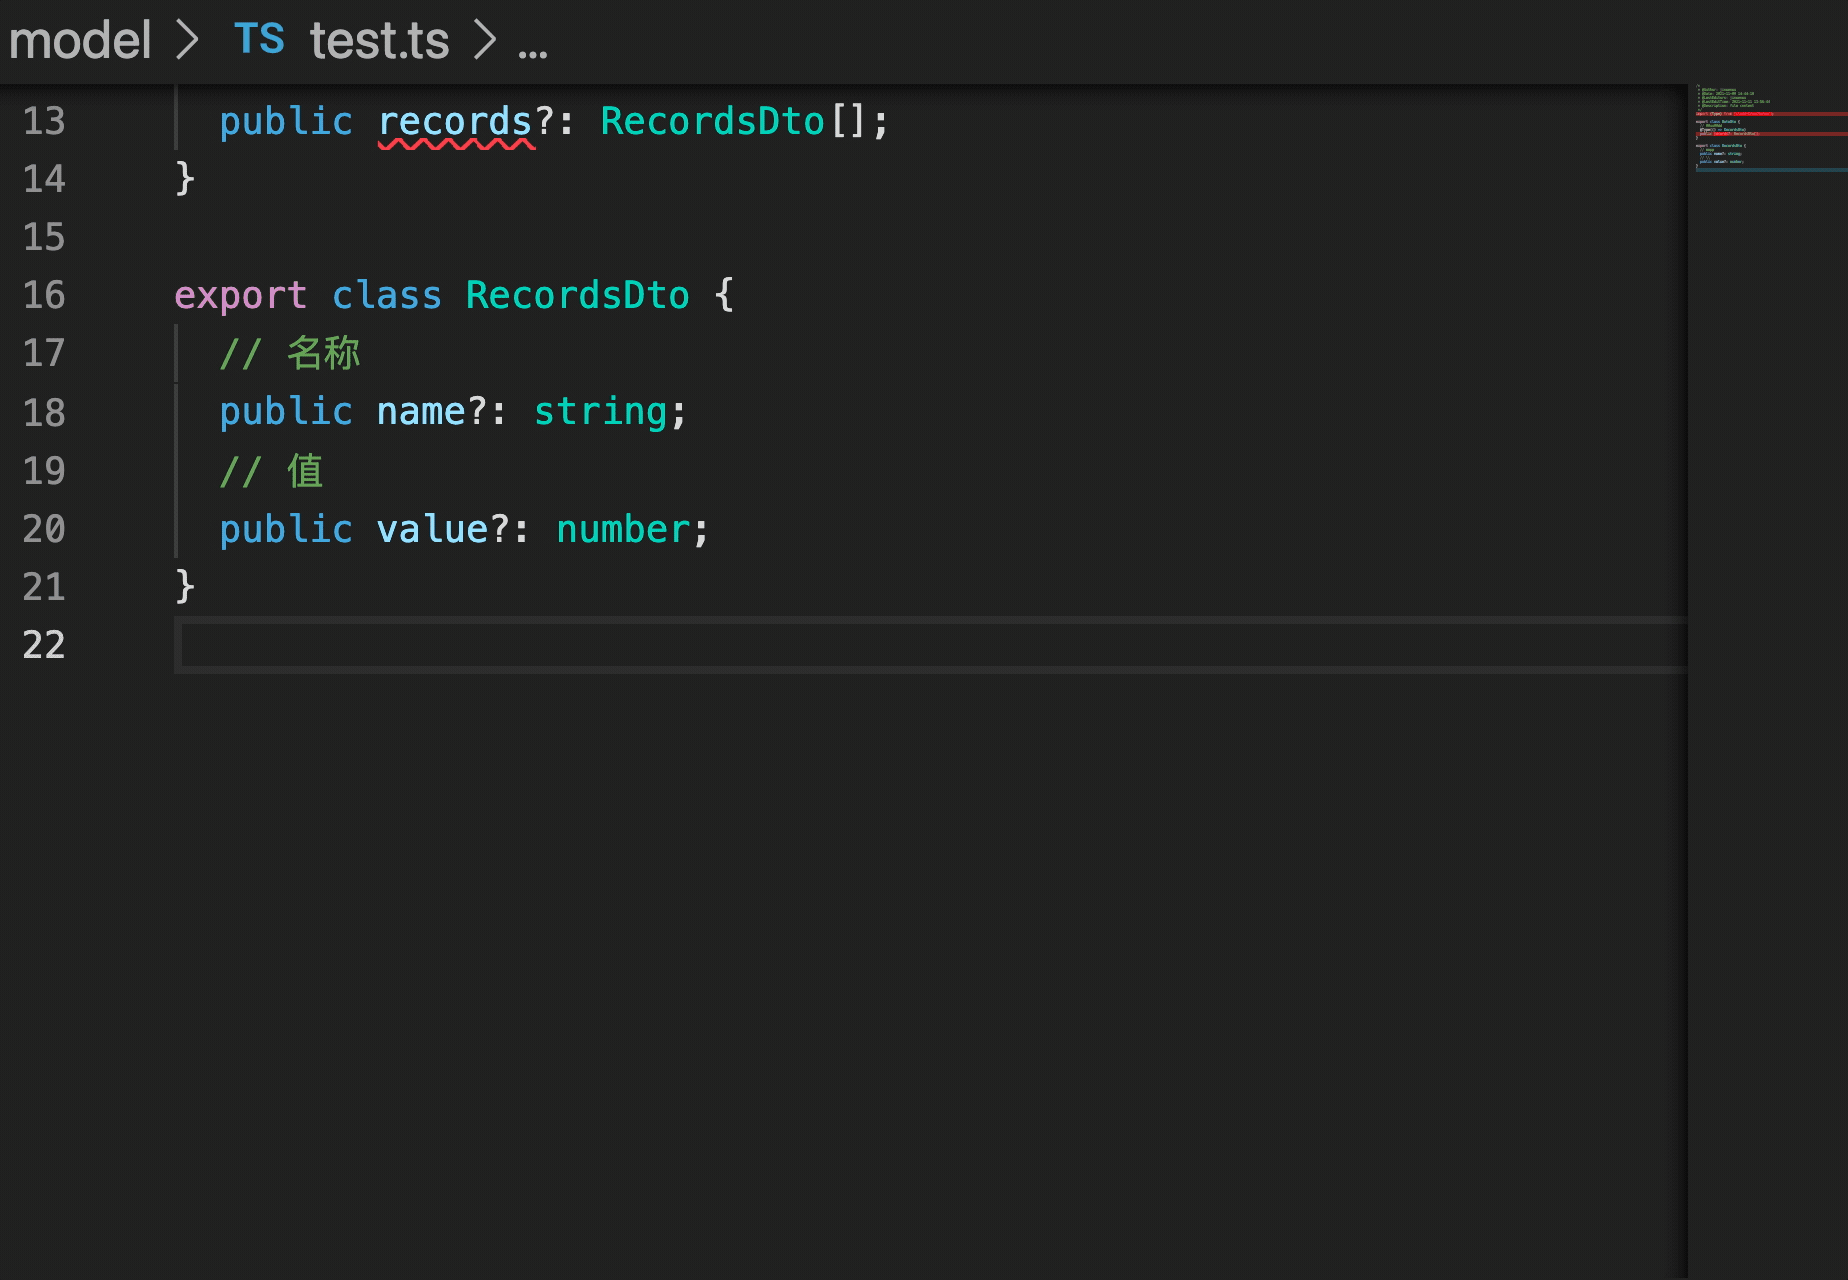 model > TS test.ts > ...
13 public records?: RecordsDto[];
14 }
15
16 export class RecordsDto {
17 // 名称
18 public name?: string;
19 // 值
20 public value?: number;
21 }
22